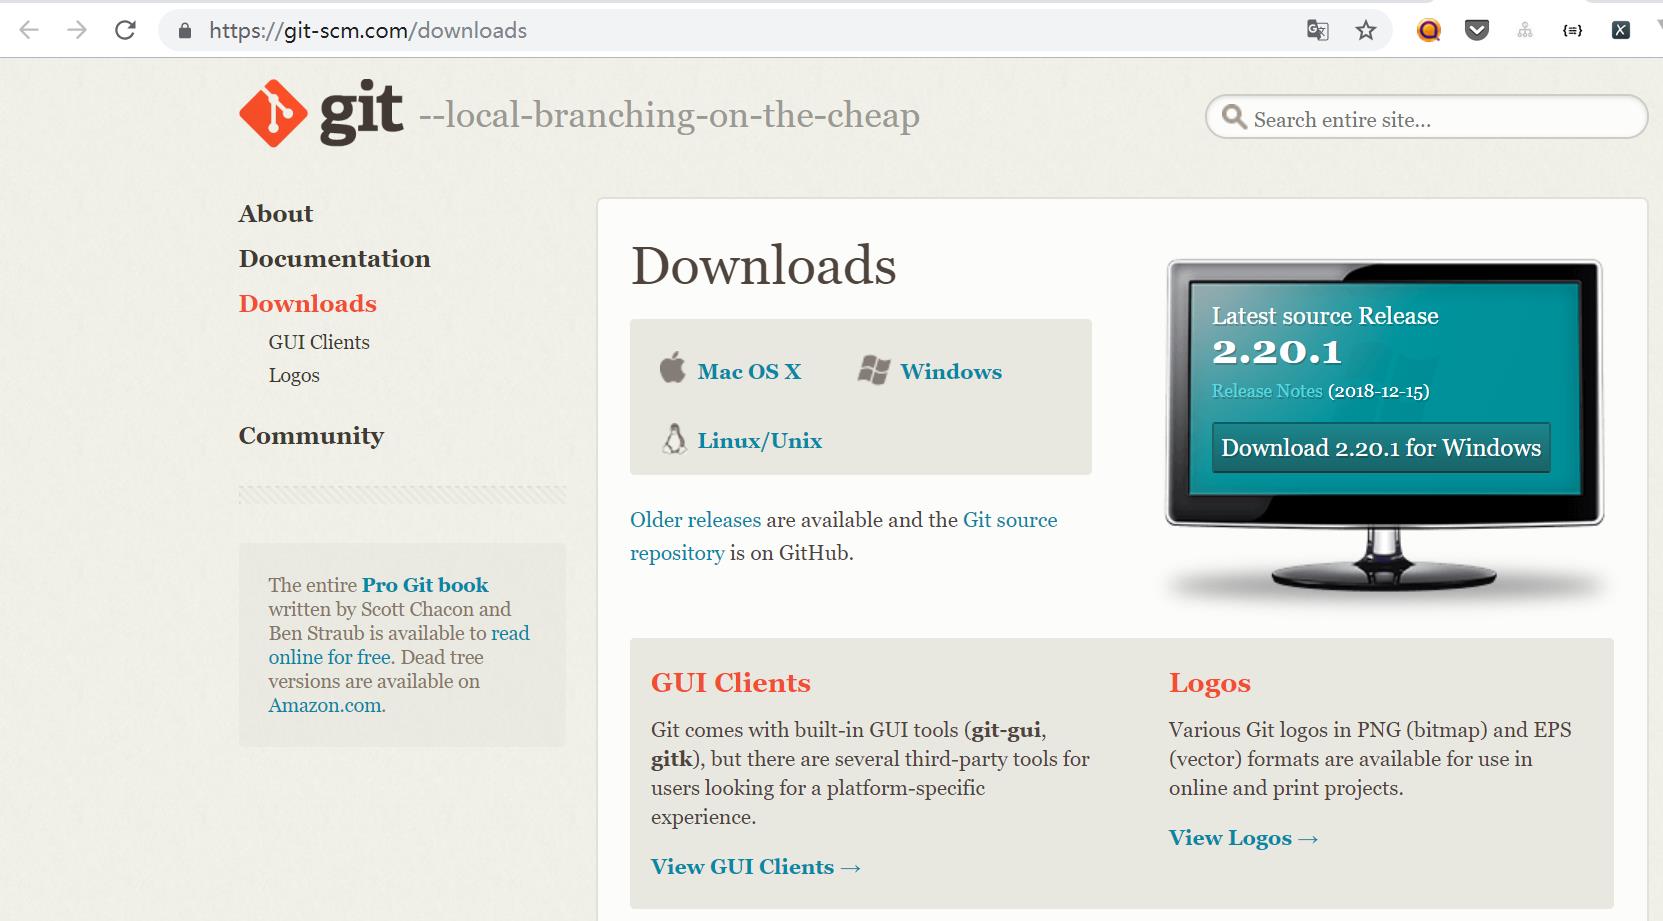 https://git-scm.com/downloads
git --local-branching-on-the-cheap
Search entire site...
About
Documentation
Downloads
GUI Clients
Logos
Community
The entire Pro Git book
written by Scott Chacon and
Ben Straub is available to read
online for free. Dead tree
versions are available on
Amazon.com.
Downloads
Mac OS X
Windows
Linux/Unix
Older releases are available and the Git source
repository is on GitHub.
Latest source Release
2.20.1
Release Notes (2018-12-15)
Download 2.20.1 for Windows
GUI Clients
Git comes with built-in GUI tools (git-gui,
gitk), but there are several third-party tools for
users looking for a platform-specific
experience.
View GUI Clients →
Logos
Various Git logos in PNG (bitmap) and EPS
(vector) formats are available for use in
online and print projects.
View Logos →